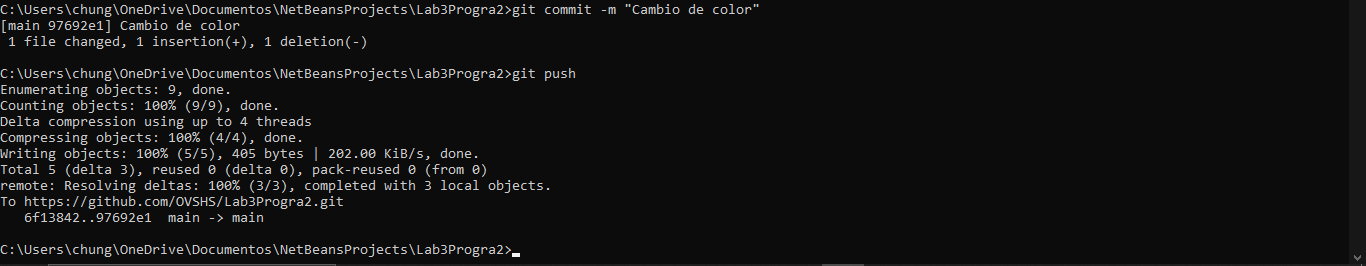 C:\Users\chung\OneDrive\Documentos\NetBeansProjects\Lab3Progra2>git commit -m "Cambio de color"
[main 97692e1] Cambio de color
 1 file changed, 1 insertion(+), 1 deletion(-)
C:\Users\chung\OneDrive\Documentos\NetBeansProjects\Lab3Progra2>git push
Enumerating objects: 9, done.
Counting objects: 100% (9/9), done.
Delta compression using up to 4 threads
Compressing objects: 100% (4/4), done.
Writing objects: 100% (5/5), 405 bytes | 202.00 KiB/s, done.
Total 5 (delta 3), reused 0 (delta 0), pack-reused 0 (from 0)
remote: Resolving deltas: 100% (3/3), completed with 3 local objects.
To https://github.com/OVSHS/Lab3Progra2.git
   6f13842..97692e1  main -> main
C:\Users\chung\OneDrive\Documentos\NetBeansProjects\Lab3Progra2>